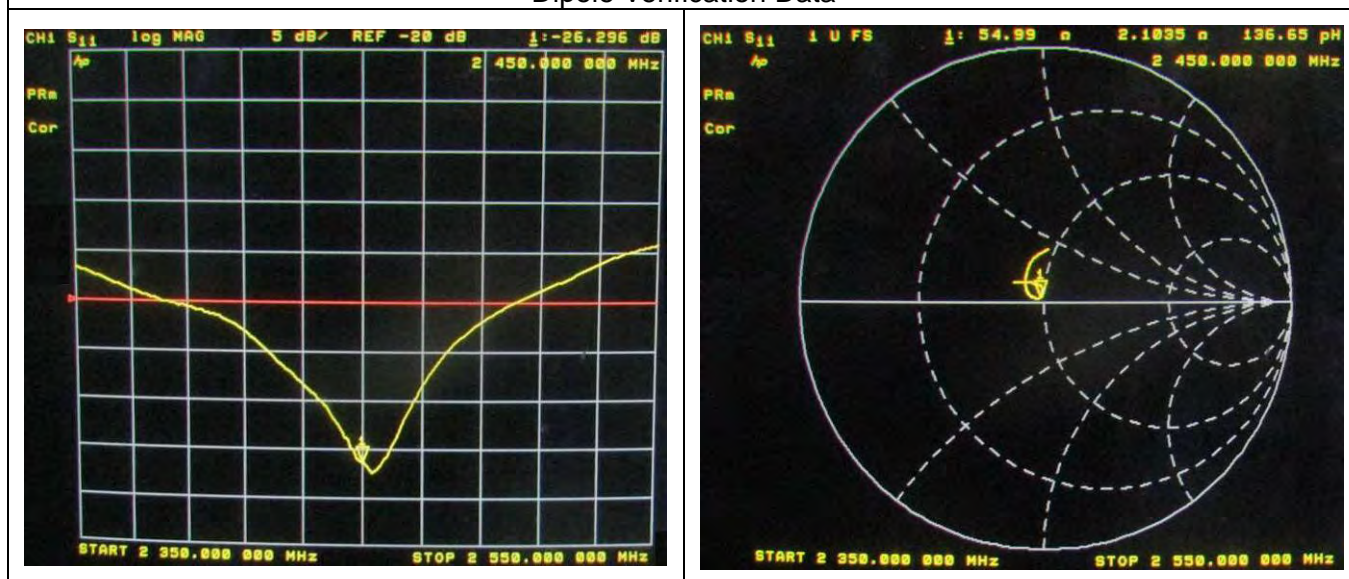 Dipole Verification Data
CH1 S11 log MAG 5 dB/ REF -20 dB 1:-26.296 dB
hp
2 450.000 000 MHz
PRm
Cor
START 2 350.000 000 MHz STOP 2 550.000 000 MHz
CH1 S11 1 U FS 1: 54.99 Ω 2.1035 Ω 136.65 pH
hp
2 450.000 000 MHz
PRm
Cor
START 2 350.000 000 MHz STOP 2 550.000 000 MHz